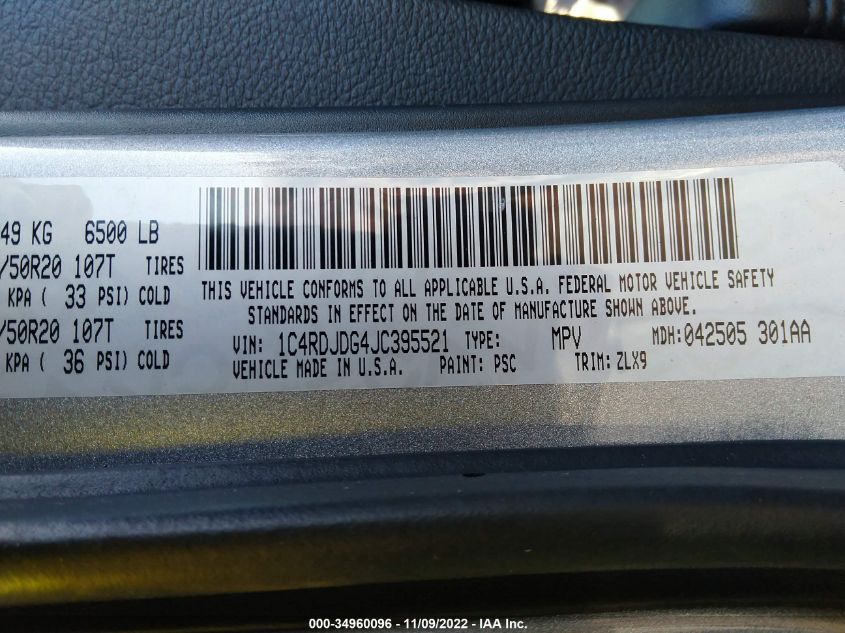 49 KG 6500 LB
/50R20 107T TIRES
KPA ( 33 PSI) COLD
/50R20 107T TIRES
KPA ( 36 PSI) COLD
THIS VEHICLE CONFORMS TO ALL APPLICABLE U.S.A. FEDERAL MOTOR VEHICLE SAFETY
STANDARDS IN EFFECT ON THE DATE OF MANUFACTURE SHOWN ABOVE.
VIN: 1C4RDJDG4JC395521 TYPE: MPV MDH: 042505 301AA
VEHICLE MADE IN U.S.A. PAINT: PSC TRIM: ZLX9
000-34960096 - 11/09/2022 - IAA Inc.